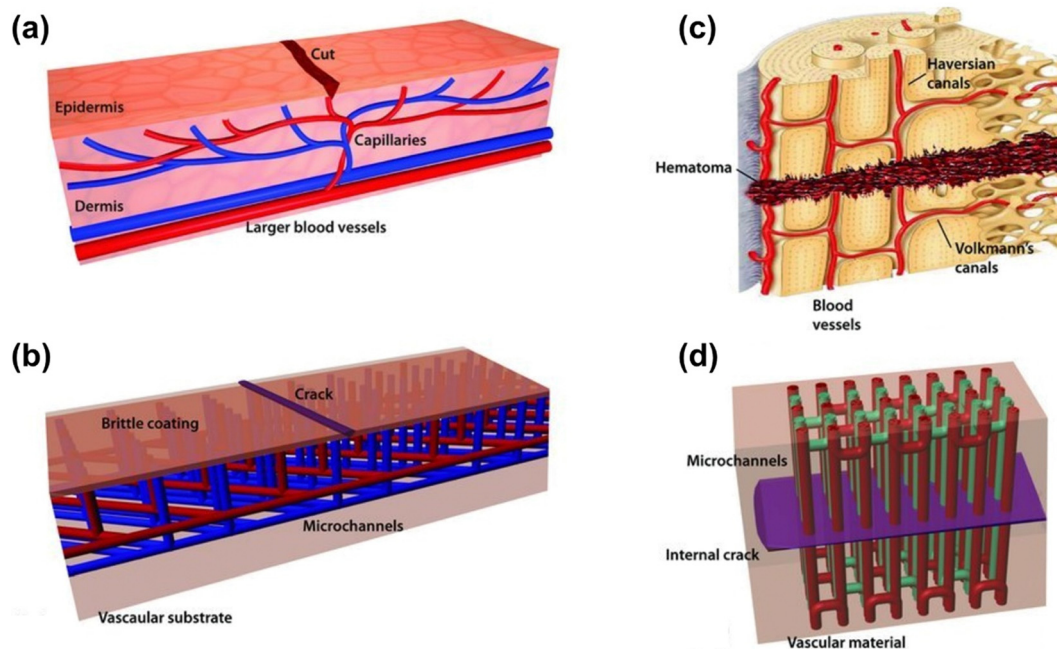 (a)
Cut
Epidermis
Capillaries
Dermis
Larger blood vessels
(b)
Crack
Brittle coating
Microchannels
Vascaular substrate
(c)
Haversian
canals
Hematoma
Volkmann's
canals
Blood
vessels
(d)
Microchannels
Internal crack
Vascular material